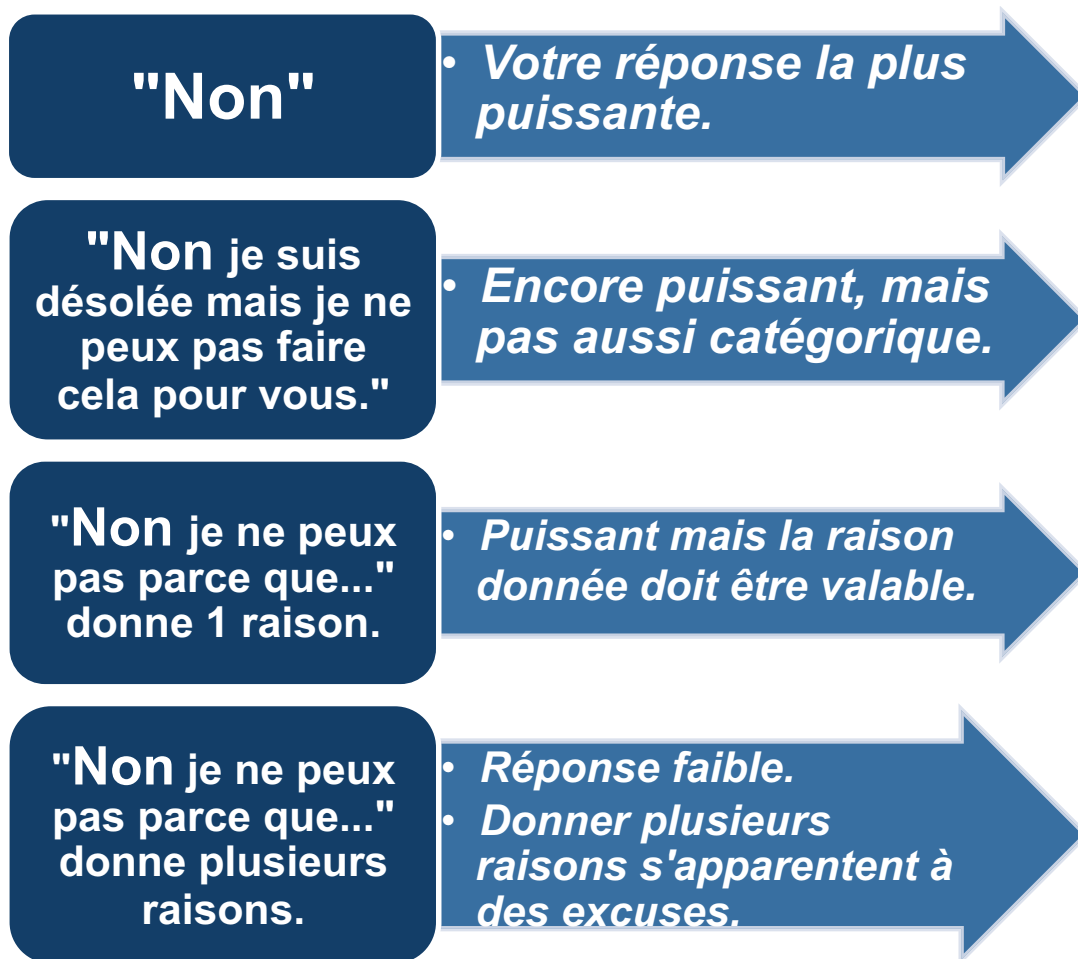 "Non"
• Votre réponse la plus
puissante.
"Non je suis
désolée mais je ne
peux pas faire
cela pour vous."
• Encore puissant, mais
pas aussi catégorique.
"Non je ne peux
pas parce que..."
donne 1 raison.
• Puissant mais la raison
donnée doit être valable.
"Non je ne peux
pas parce que..."
donne plusieurs
raisons.
• Réponse faible.
• Donner plusieurs
raisons s'apparentent à
des excuses.